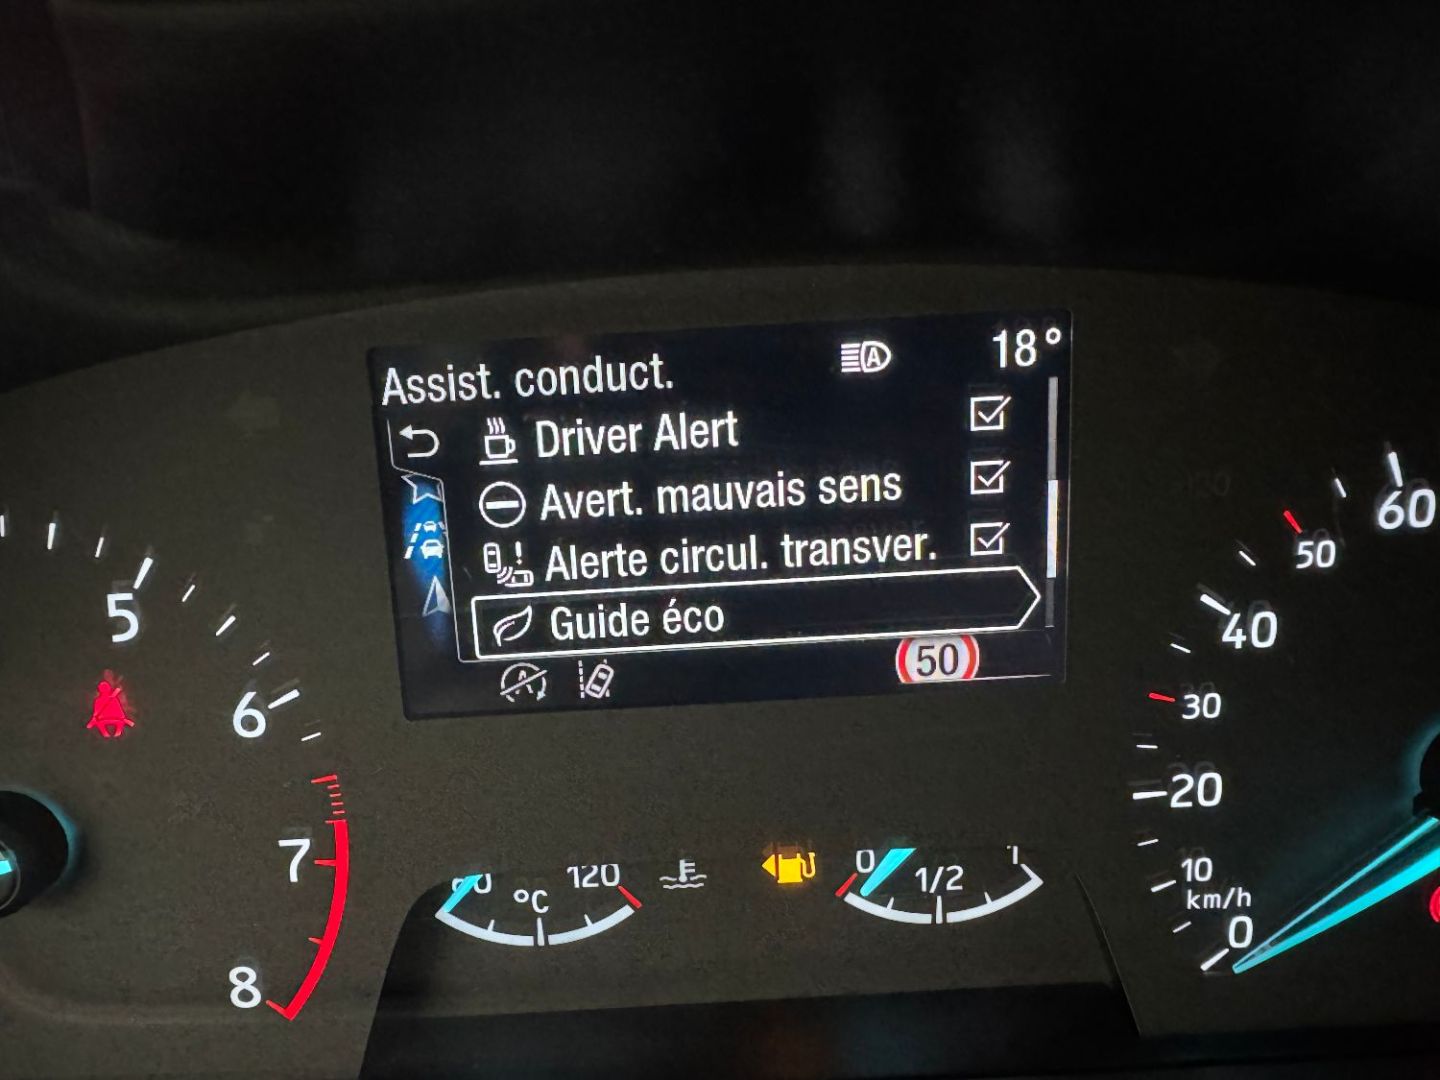 Assist. conduct.
A
18°
Driver Alert
Avert. mauvais sens
Alerte circul. transver.
Guide éco
A
50
5
6
7
8
120
°C
0
1/2
1
60
50
40
30
20
10
km/h
0